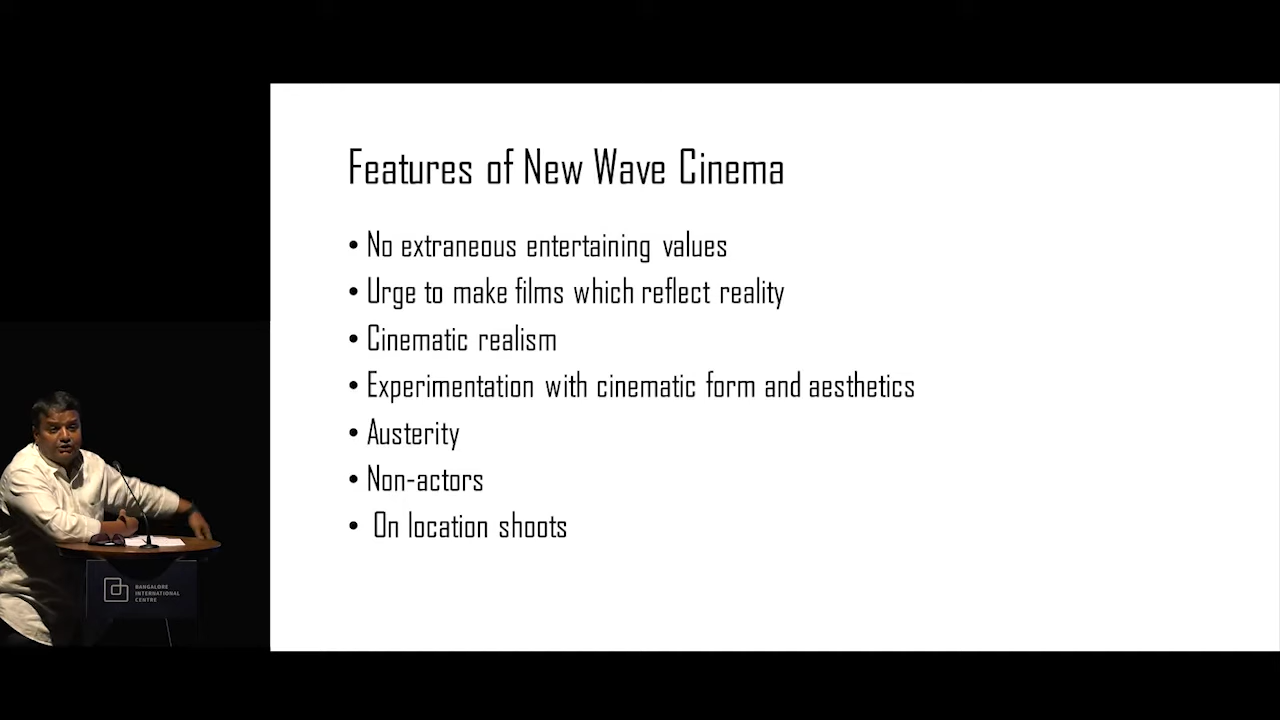 Features of New Wave Cinema
• No extraneous entertaining values
• Urge to make films which reflect reality
• Cinematic realism
• Experimentation with cinematic form and aesthetics
• Austerity
• Non-actors
• On location shoots
BANGALORE
INTERNATIONAL
CENTRE